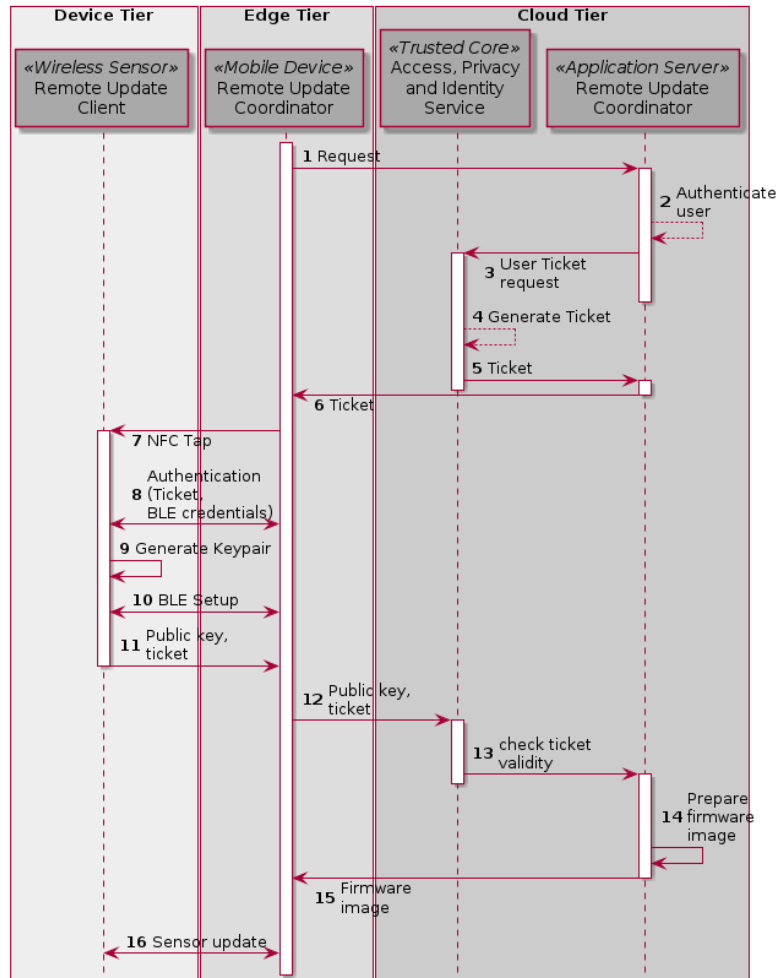 Device Tier
Edge Tier
Cloud Tier
«Wireless Sensor»
Remote Update
Client
«Mobile Device»
Remote Update
Coordinator
«Trusted Core»
Access, Privacy
and Identity
Service
«Application Server»
Remote Update
Coordinator
1 Request
2 Authenticate
user
3 User Ticket
request
4 Generate Ticket
5 Ticket
6 Ticket
7 NFC Tap
8 Authentication
(Ticket,
BLE credentials)
9 Generate Keypair
10 BLE Setup
11 Public key,
ticket
12 Public key,
ticket
13 check ticket
validity
14 Prepare
firmware
image
15 Firmware
image
16 Sensor update